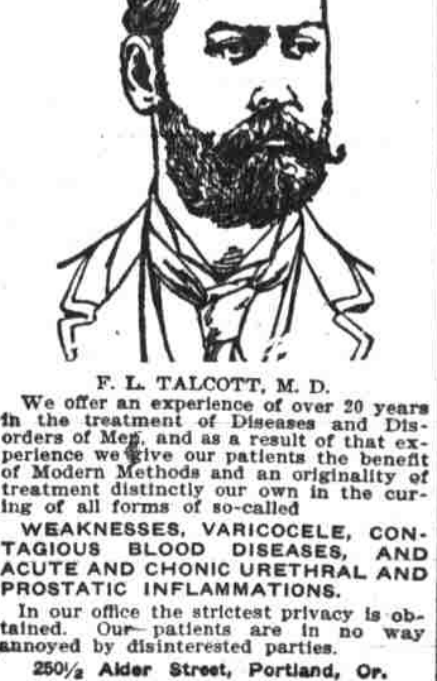 F. L. TALCOTT, M. D.
We offer an experience of over 20 years
in the treatment of Diseases and Dis-
orders of Men, and as a result of that ex-
perience we give our patients the benefit
of Modern Methods and an originality of
treatment distinctly our own in the cur-
ing of all forms of so-called
WEAKNESSES, VARICOCELE, CON-
TAGIOUS BLOOD DISEASES, AND
ACUTE AND CHONIC URETHRAL AND
PROSTATIC INFLAMMATIONS.
In our office the strictest privacy is ob-
tained. Our patients are in no way
annoyed by disinterested parties.
250½ Alder Street, Portland, Or.